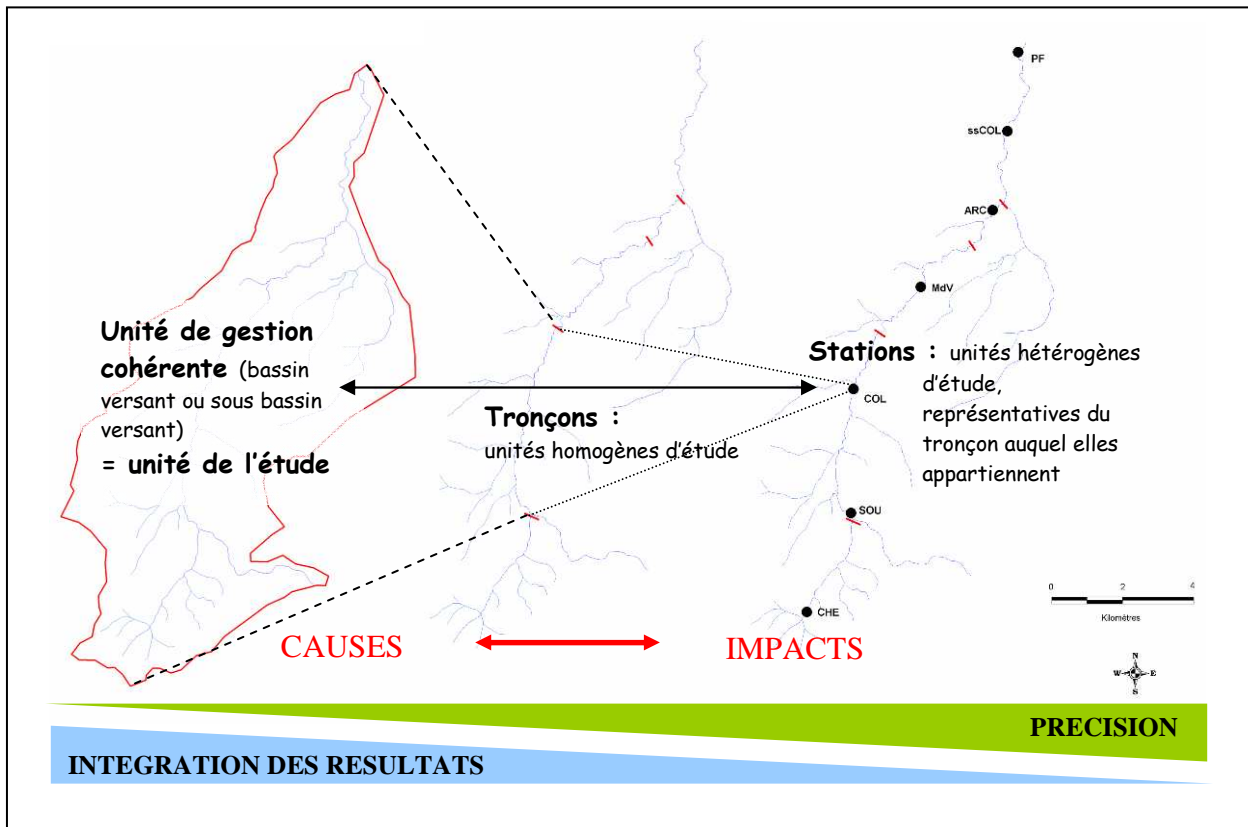 Unité de gestion
cohérente (bassin
versant ou sous bassin
versant)
= unité de l'étude
Tronçons :
unités homogènes d'étude
Stations : unités hétérogènes
d'étude,
représentatives du
tronçon auquel elles
appartiennent
PF
ssCOL
ARC
MdV
COL
SOU
CHE
0 2 4
Kilomètres
N
W E
S
CAUSES
IMPACTS
PRECISION
INTEGRATION DES RESULTATS